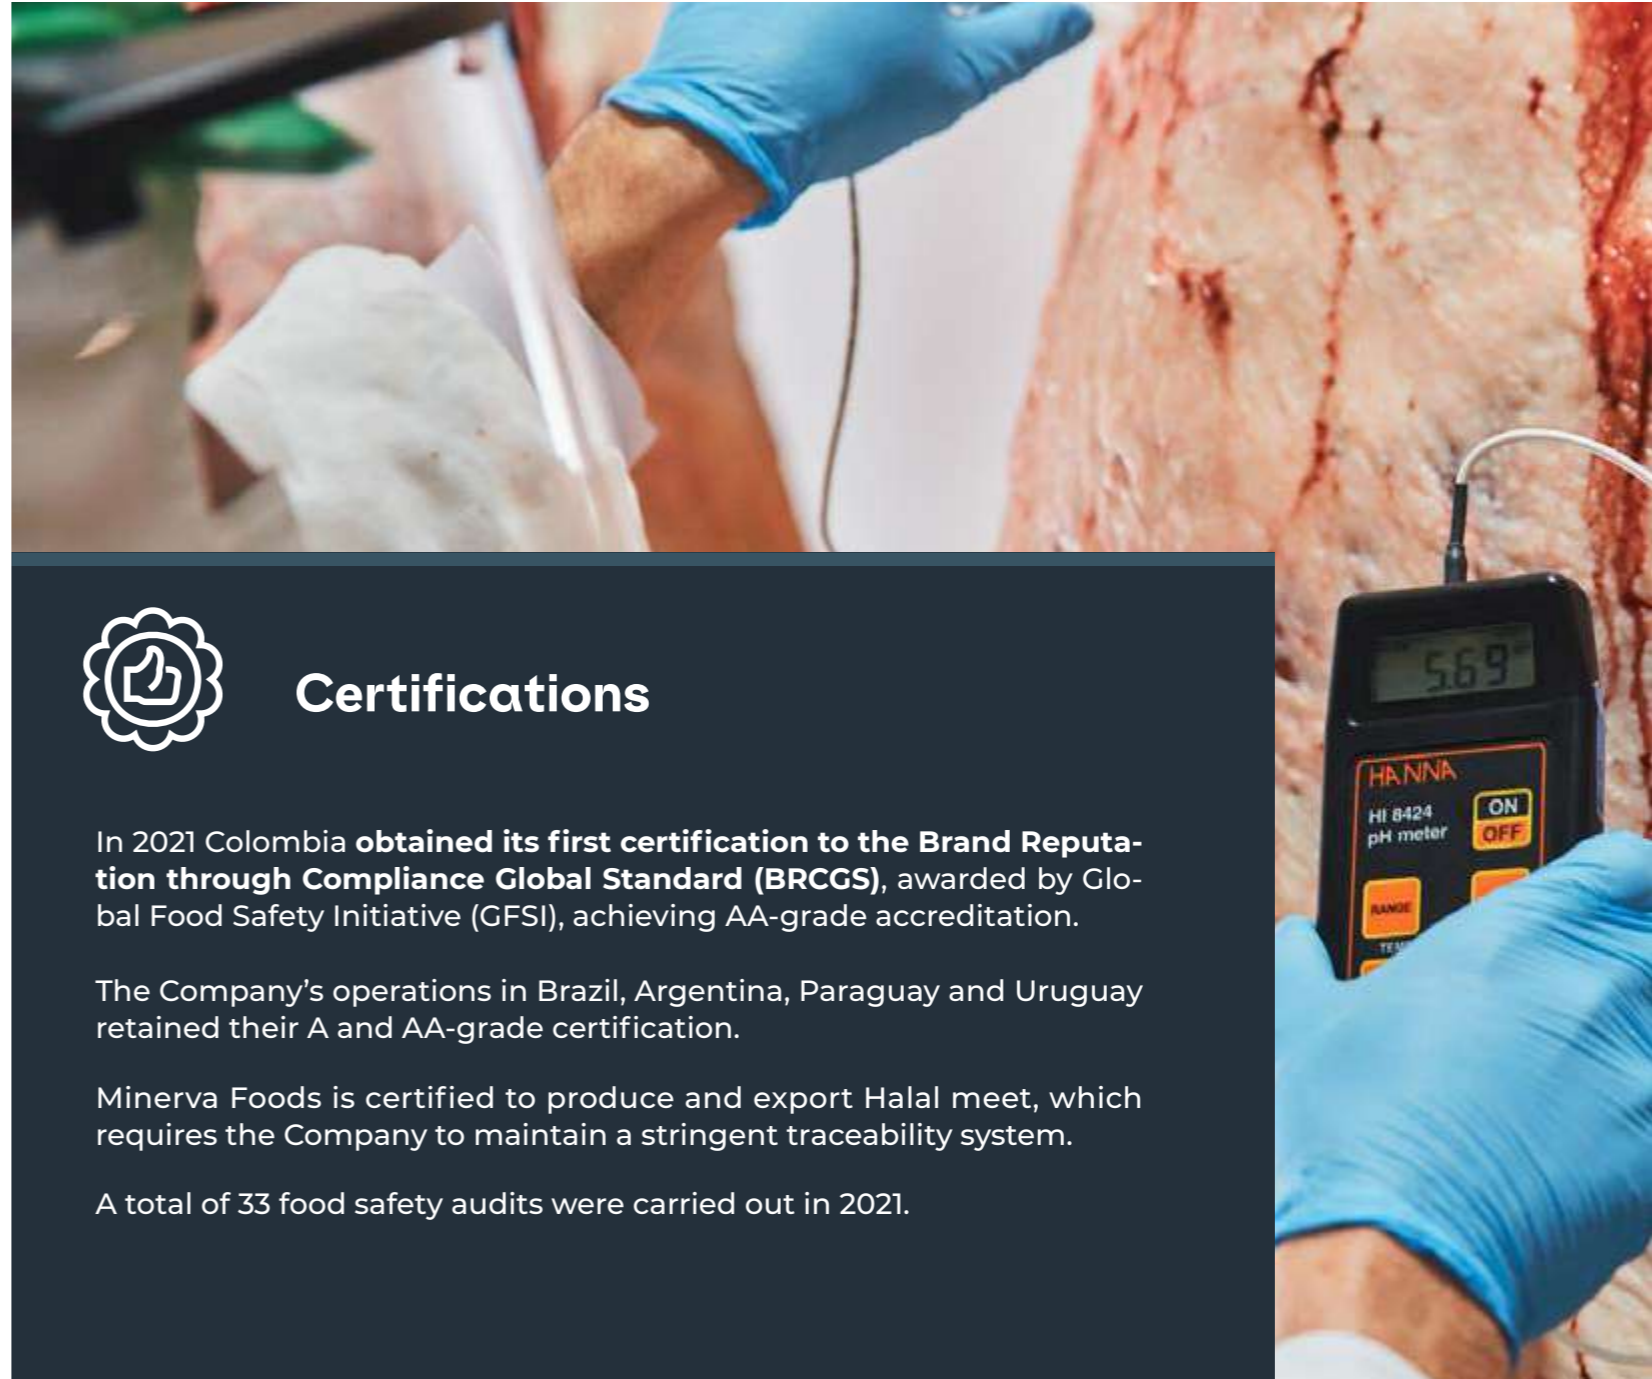 5.69
HANNA
HI 8424
pH meter
ON
OFF
RANGE
Certifications
In 2021 Colombia obtained its first certification to the Brand Reputa-
tion through Compliance Global Standard (BRCGS), awarded by Glo-
bal Food Safety Initiative (GFSI), achieving AA-grade accreditation.
The Company’s operations in Brazil, Argentina, Paraguay and Uruguay
retained their A and AA-grade certification.
Minerva Foods is certified to produce and export Halal meet, which
requires the Company to maintain a stringent traceability system.
A total of 33 food safety audits were carried out in 2021.